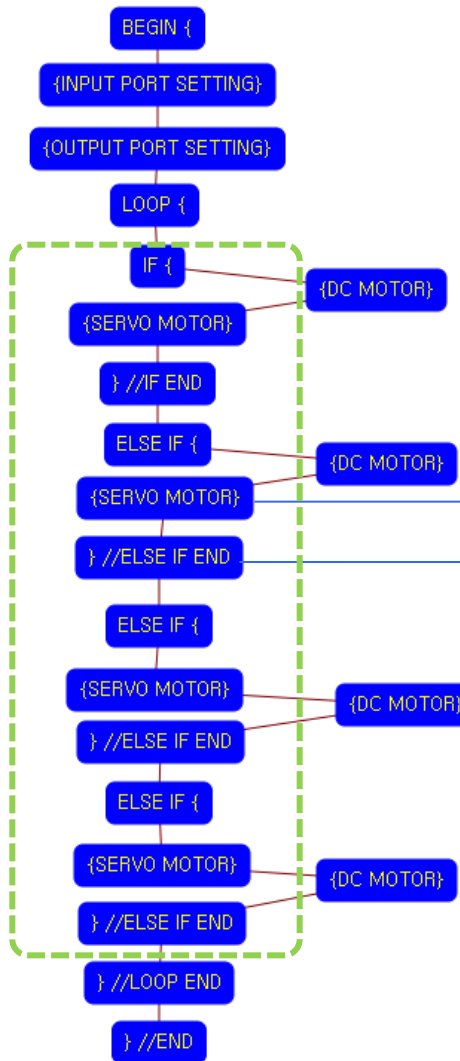 BEGIN {
{INPUT PORT SETTING}
{OUTPUT PORT SETTING}
LOOP {
IF {
{DC MOTOR}
{SERVO MOTOR}
} //IF END
ELSE IF {
{DC MOTOR}
{SERVO MOTOR}
} //ELSE IF END
ELSE IF {
{SERVO MOTOR}
{DC MOTOR}
} //ELSE IF END
ELSE IF {
{SERVO MOTOR}
{DC MOTOR}
} //ELSE IF END
} //LOOP END
} //END